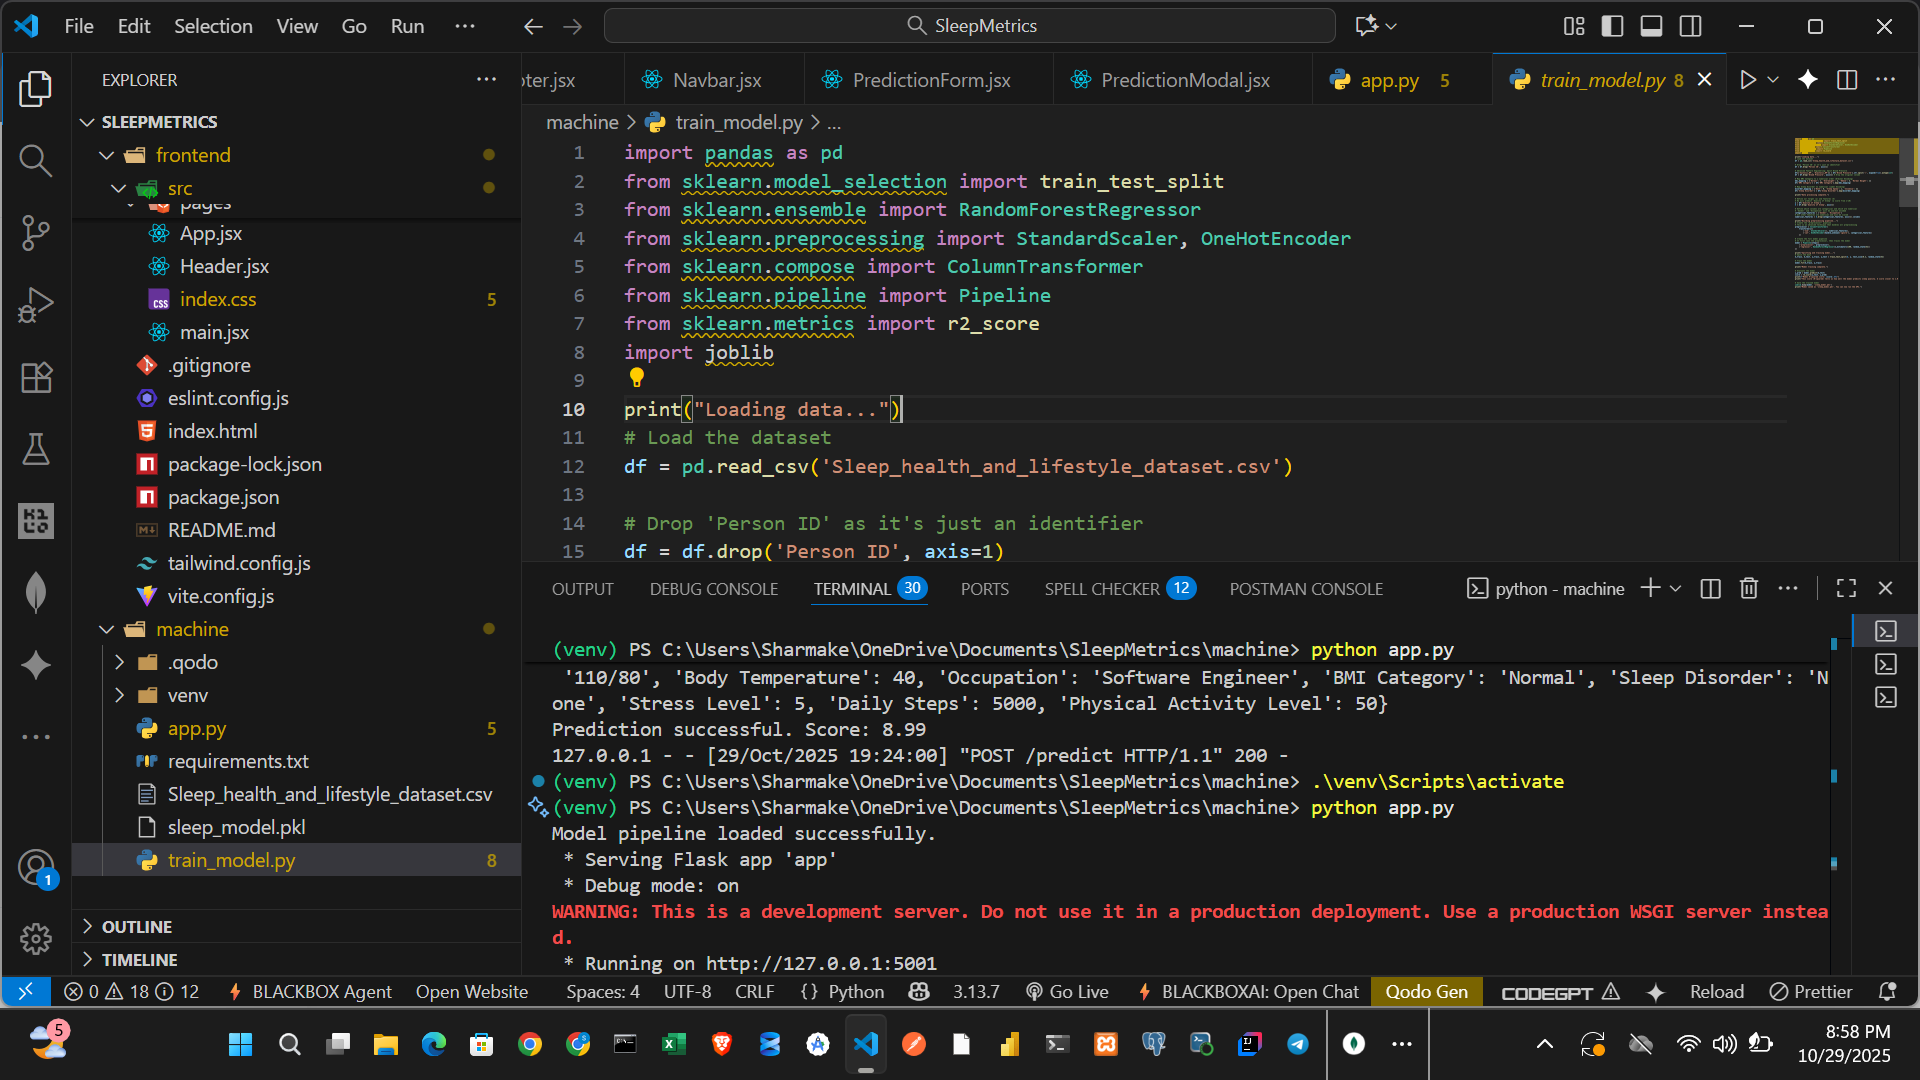 File Edit Selection View Go Run
SleepMetrics
EXPLORER
SLEEPMETRICS
frontend
src
pages
App.jsx
Header.jsx
index.css 5
main.jsx
.gitignore
eslint.config.js
index.html
package-lock.json
package.json
README.md
tailwind.config.js
vite.config.js
machine
.qodo
venv
app.py 5
requirements.txt
Sleep_health_and_lifestyle_dataset.csv
sleep_model.pkl
train_model.py 8
OUTLINE
TIMELINE
oter.jsx Navbar.jsx PredictionForm.jsx PredictionModal.jsx app.py 5 train_model.py 8
machine > train_model.py > ...
1 import pandas as pd
2 from sklearn.model_selection import train_test_split
3 from sklearn.ensemble import RandomForestRegressor
4 from sklearn.preprocessing import StandardScaler, OneHotEncoder
5 from sklearn.compose import ColumnTransformer
6 from sklearn.pipeline import Pipeline
7 from sklearn.metrics import r2_score
8 import joblib
9
10 print("Loading data...")
11 # Load the dataset
12 df = pd.read_csv('Sleep_health_and_lifestyle_dataset.csv')
13
14 # Drop 'Person ID' as it's just an identifier
15 df = df.drop('Person ID', axis=1)
OUTPUT DEBUG CONSOLE TERMINAL 30 PORTS SPELL CHECKER 12 POSTMAN CONSOLE python - machine
(venv) PS C:\Users\Sharmake\OneDrive\Documents\SleepMetrics\machine> python app.py
'110/80', 'Body Temperature': 40, 'Occupation': 'Software Engineer', 'BMI Category': 'Normal', 'Sleep Disorder': 'N
one', 'Stress Level': 5, 'Daily Steps': 5000, 'Physical Activity Level': 50}
Prediction successful. Score: 8.99
127.0.0.1 - - [29/Oct/2025 19:24:00] "POST /predict HTTP/1.1" 200 -
(venv) PS C:\Users\Sharmake\OneDrive\Documents\SleepMetrics\machine> .\venv\Scripts\activate
(venv) PS C:\Users\Sharmake\OneDrive\Documents\SleepMetrics\machine> python app.py
Model pipeline loaded successfully.
* Serving Flask app 'app'
* Debug mode: on
WARNING: This is a development server. Do not use it in a production deployment. Use a production WSGI server instea
d.
* Running on http://127.0.0.1:5001
1
0 18 12 BLACKBOX Agent Open Website Spaces: 4 UTF-8 CRLF {} Python 3.13.7 Go Live BLACKBOXAI: Open Chat Qodo Gen CODEGPT Reload Prettier
5
8:58 PM
10/29/2025